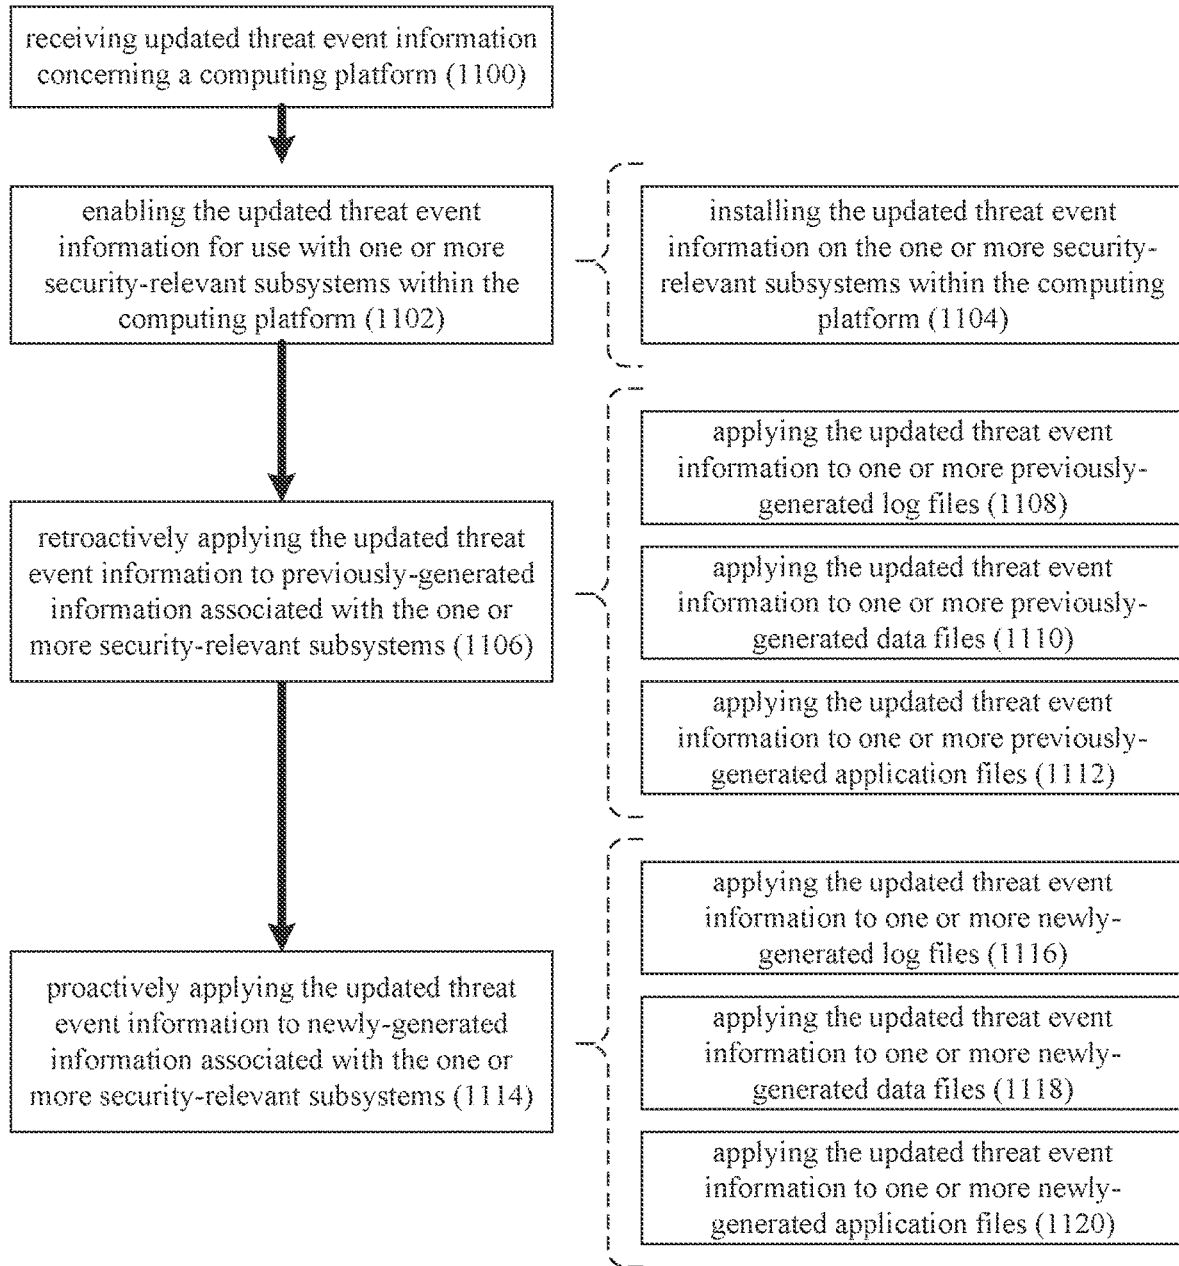 receiving updated threat event information
concerning a computing platform (1100)
enabling the updated threat event
information for use with one or more
security-relevant subsystems within the
computing platform (1102)
installing the updated threat event
information on the one or more security-
relevant subsystems within the computing
platform (1104)
retroactively applying the updated threat
event information to previously-generated
information associated with the one or
more security-relevant subsystems (1106)
applying the updated threat event
information to one or more previously-
generated log files (1108)
applying the updated threat event
information to one or more previously-
generated data files (1110)
applying the updated threat event
information to one or more previously-
generated application files (1112)
proactively applying the updated threat
event information to newly-generated
information associated with the one or
more security-relevant subsystems (1114)
applying the updated threat event
information to one or more newly-
generated log files (1116)
applying the updated threat event
information to one or more newly-
generated data files (1118)
applying the updated threat event
information to one or more newly-
generated application files (1120)